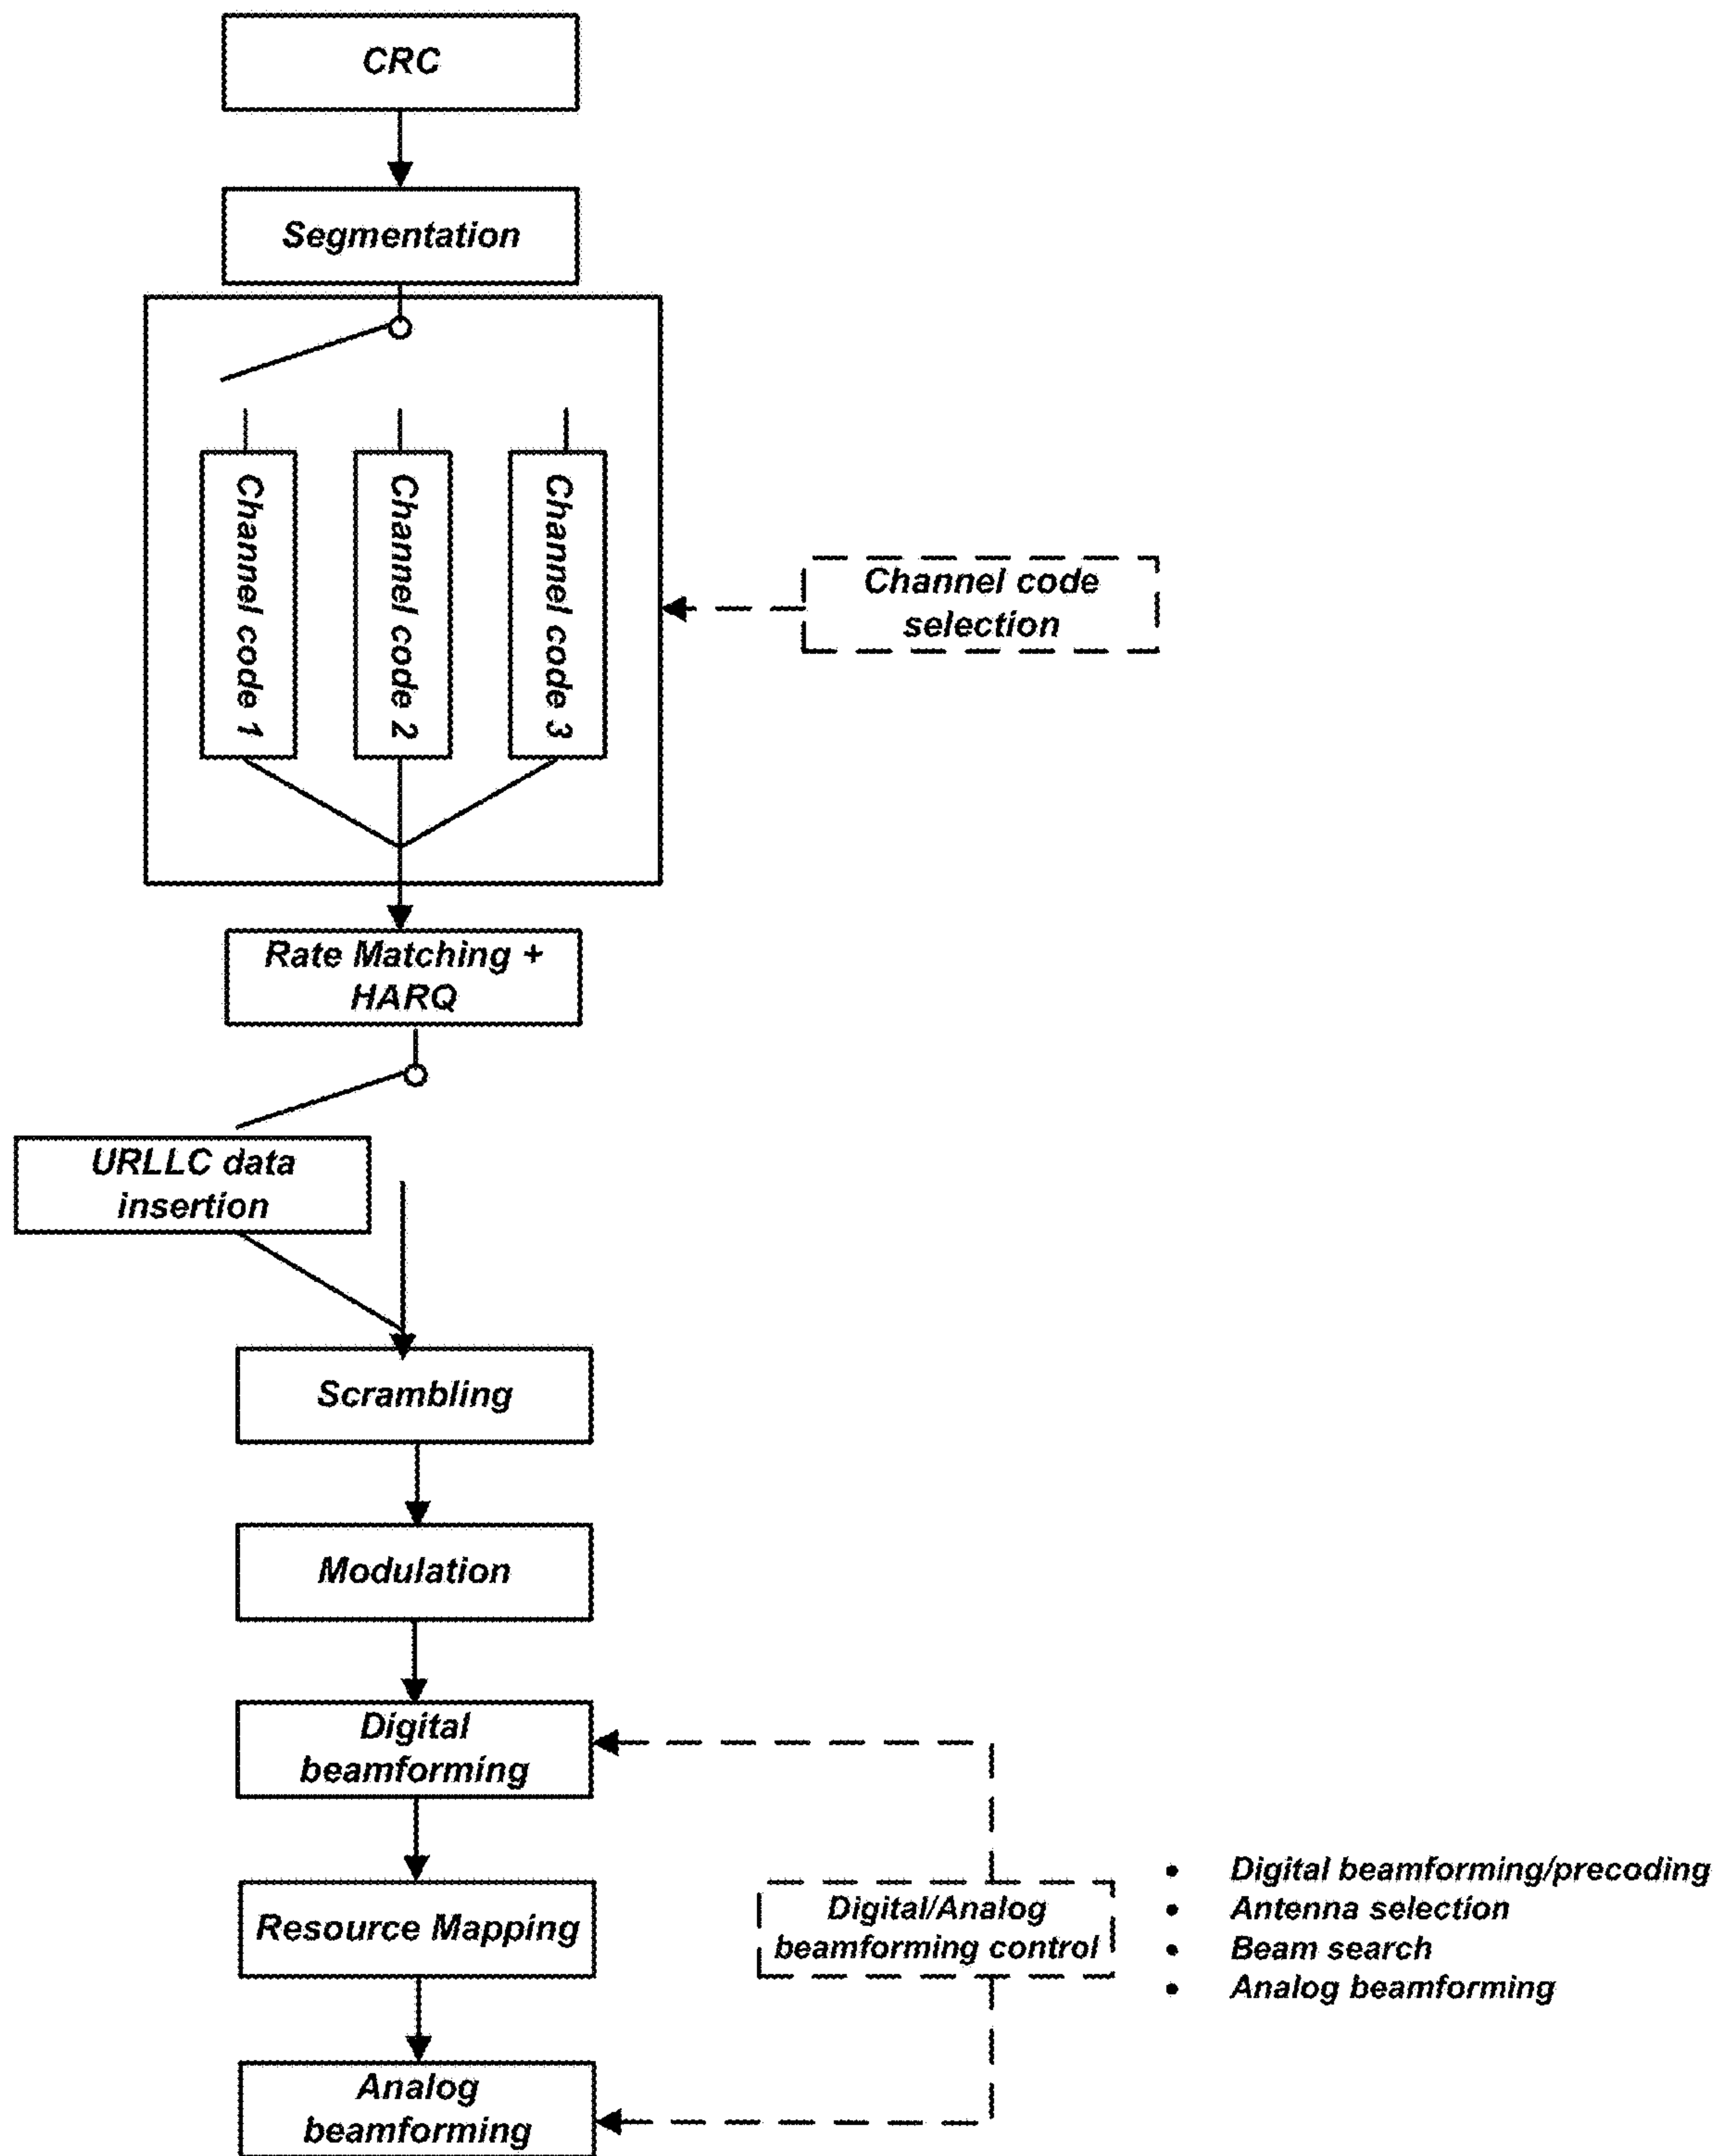 CRC
Segmentation
Channel code 1
Channel code 2
Channel code 3
Channel code
selection
Rate Matching +
HARQ
URLLC data
insertion
Scrambling
Modulation
Digital
beamforming
Resource Mapping
Digital/Analog
beamforming control
• Digital beamforming/precoding
• Antenna selection
• Beam search
• Analog beamforming
Analog
beamforming